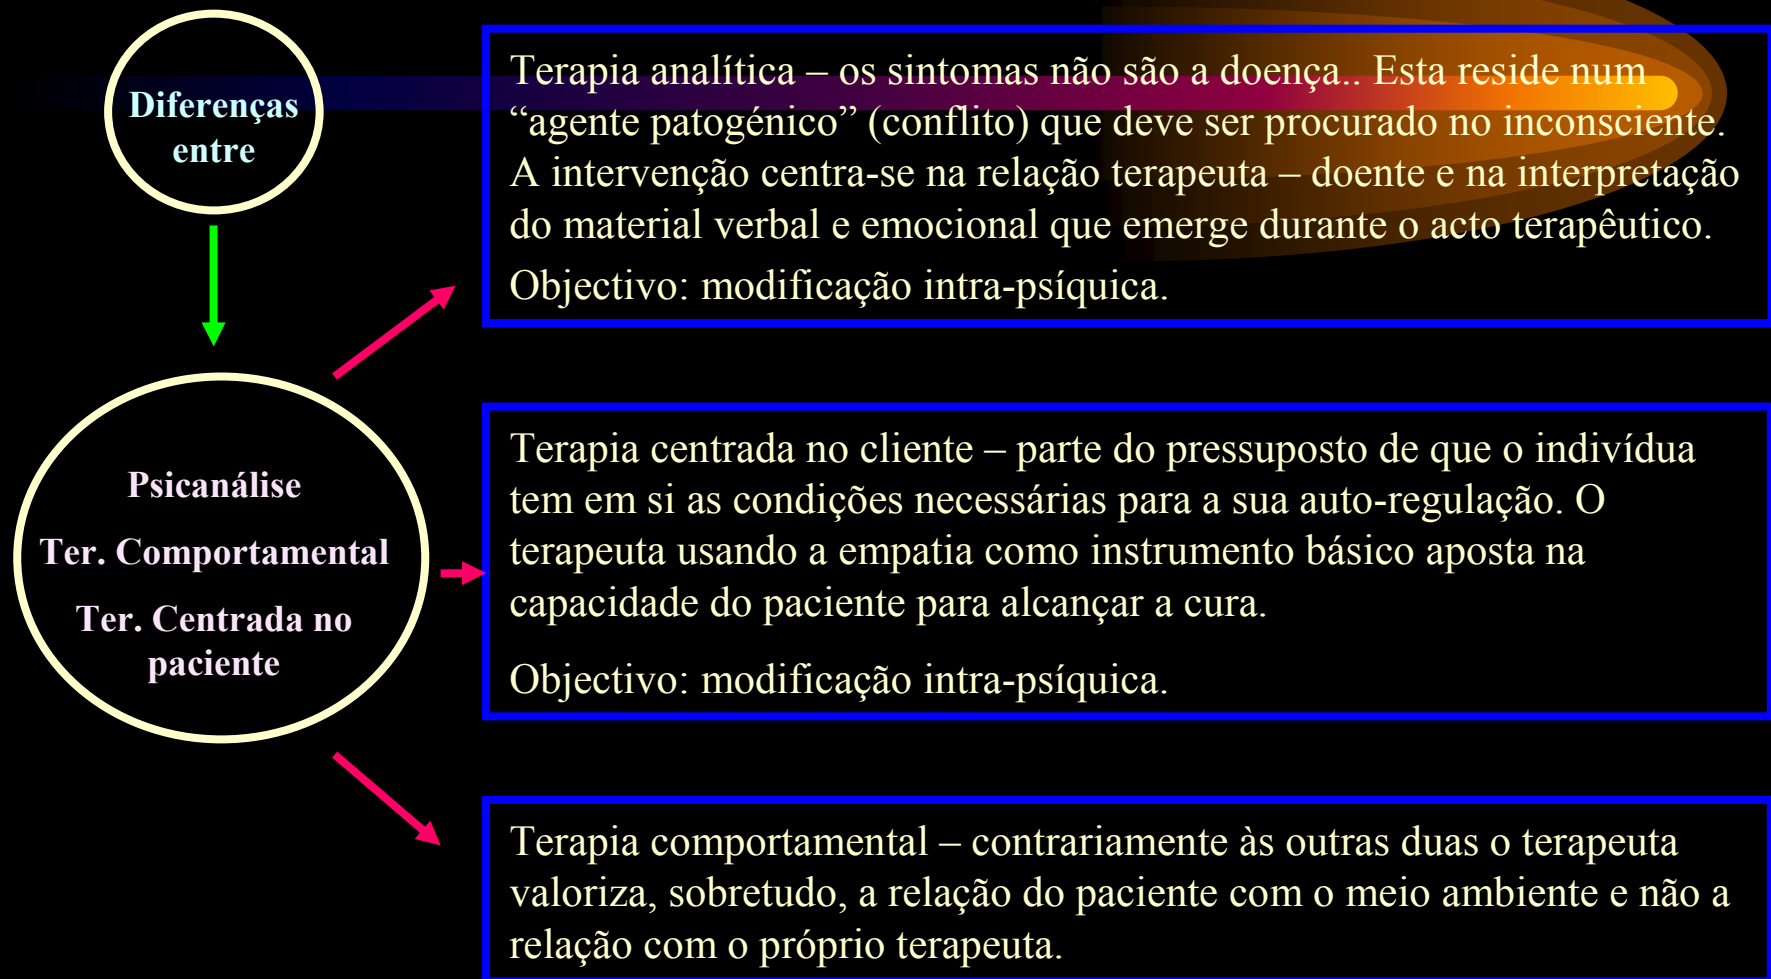 Diferenças
entre
Terapia analítica – os sintomas não são a doença.. Esta reside num
“agente patogénico” (conflito) que deve ser procurado no inconsciente.
A intervenção centra-se na relação terapeuta – doente e na interpretação
do material verbal e emocional que emerge durante o acto terapêutico.
Objectivo: modificação intra-psíquica.
Psicanálise
Ter. Comportamental
Ter. Centrada no
paciente
Terapia centrada no cliente – parte do pressuposto de que o indivídua
tem em si as condições necessárias para a sua auto-regulação. O
terapeuta usando a empatia como instrumento básico aposta na
capacidade do paciente para alcançar a cura.
Objectivo: modificação intra-psíquica.
Terapia comportamental – contrariamente às outras duas o terapeuta
valoriza, sobretudo, a relação do paciente com o meio ambiente e não a
relação com o próprio terapeuta.